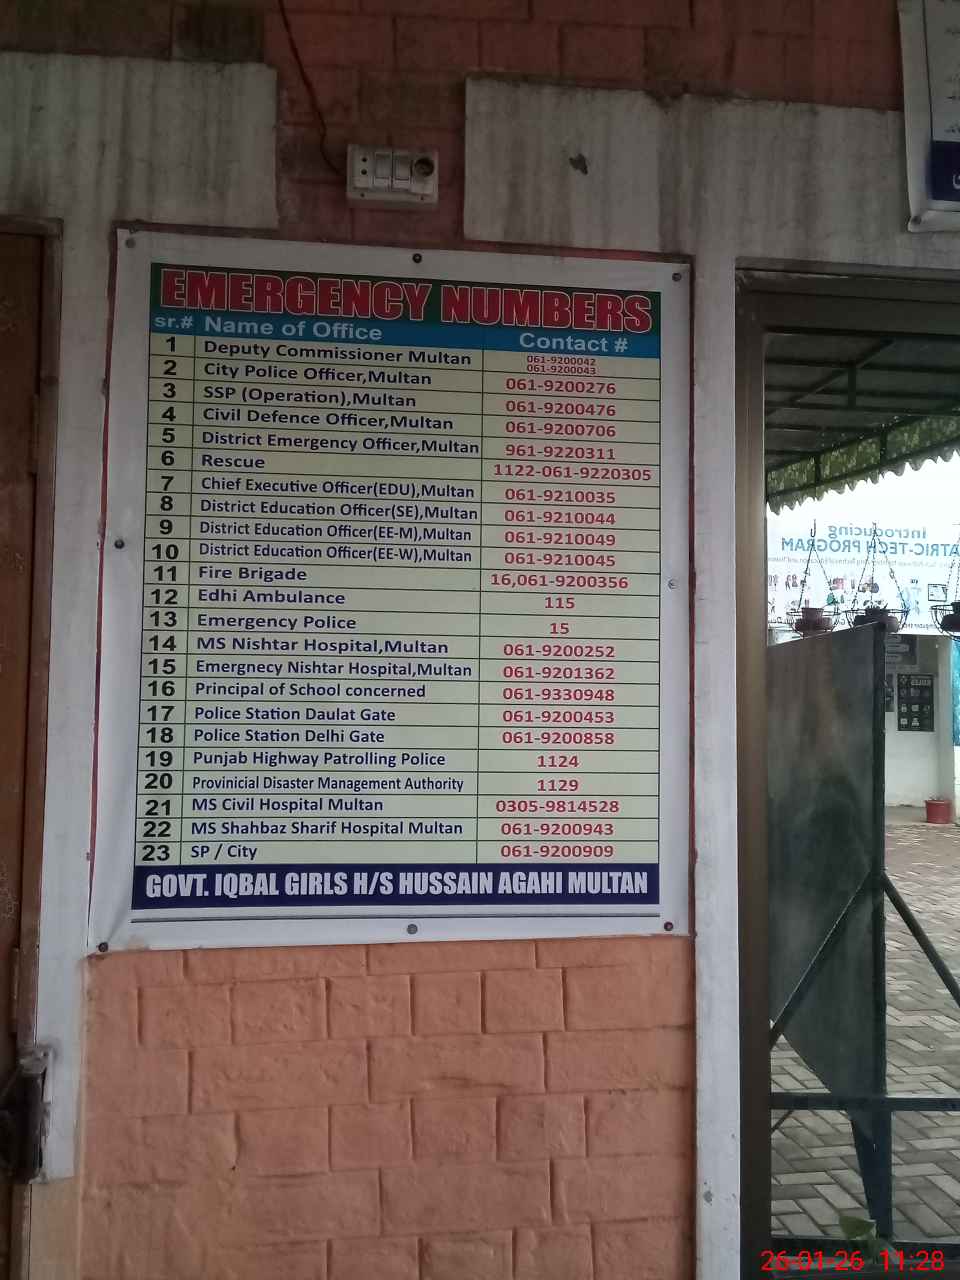 EMERGENCY NUMBERS
sr.# Name of Office Contact #
1 Deputy Commissioner Multan 061-9200042
061-9200043
2 City Police Officer,Multan 061-9200276
3 SSP (Operation),Multan 061-9200476
4 Civil Defence Officer,Multan 061-9200706
5 District Emergency Officer,Multan 961-9220311
6 Rescue 1122-061-9220305
7 Chief Executive Officer(EDU),Multan 061-9210035
8 District Education Officer(SE),Multan 061-9210044
9 District Education Officer(EE-M),Multan 061-9210049
10 District Education Officer(EE-W),Multan 061-9210045
11 Fire Brigade 16,061-9200356
12 Edhi Ambulance 115
13 Emergency Police 15
14 MS Nishtar Hospital,Multan 061-9200252
15 Emergnecy Nishtar Hospital,Multan 061-9201362
16 Principal of School concerned 061-9330948
17 Police Station Daulat Gate 061-9200453
18 Police Station Delhi Gate 061-9200858
19 Punjab Highway Patrolling Police 1124
20 Provinicial Disaster Management Authority 1129
21 MS Civil Hospital Multan 0305-9814528
22 MS Shahbaz Sharif Hospital Multan 061-9200943
23 SP / City 061-9200909
GOVT. IQBAL GIRLS H/S HUSSAIN AGAHI MULTAN
Introducing
ATRIC-TECH PROGRAM
RULES
26-01-26 11:28